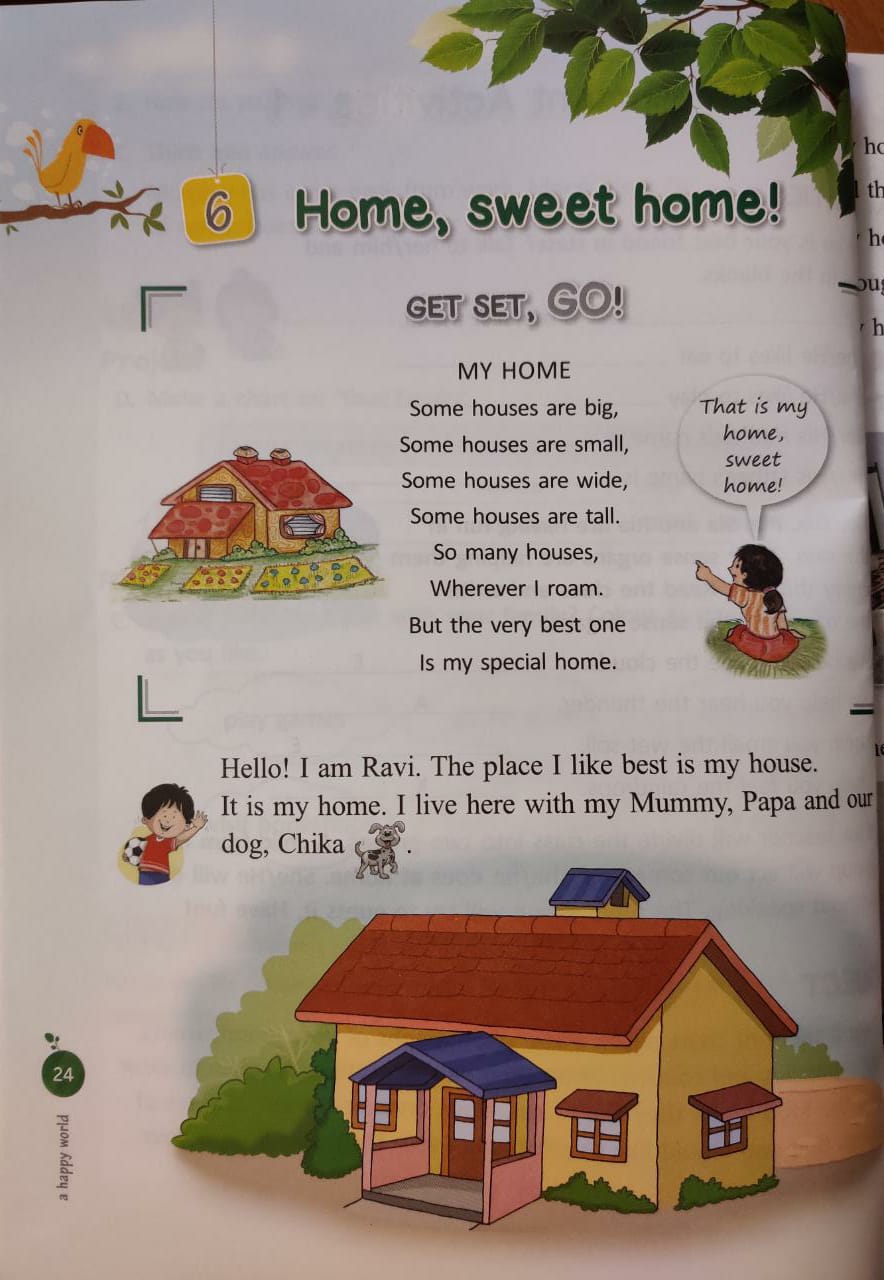 6 Home, sweet home!
GET SET, GO!
MY HOME
Some houses are big,
Some houses are small,
Some houses are wide,
Some houses are tall.
So many houses,
Wherever I roam.
But the very best one
Is my special home.
That is my
home,
sweet
home!
Hello! I am Ravi. The place I like best is my house.
It is my home. I live here with my Mummy, Papa and our
dog, Chika .
24
a happy world